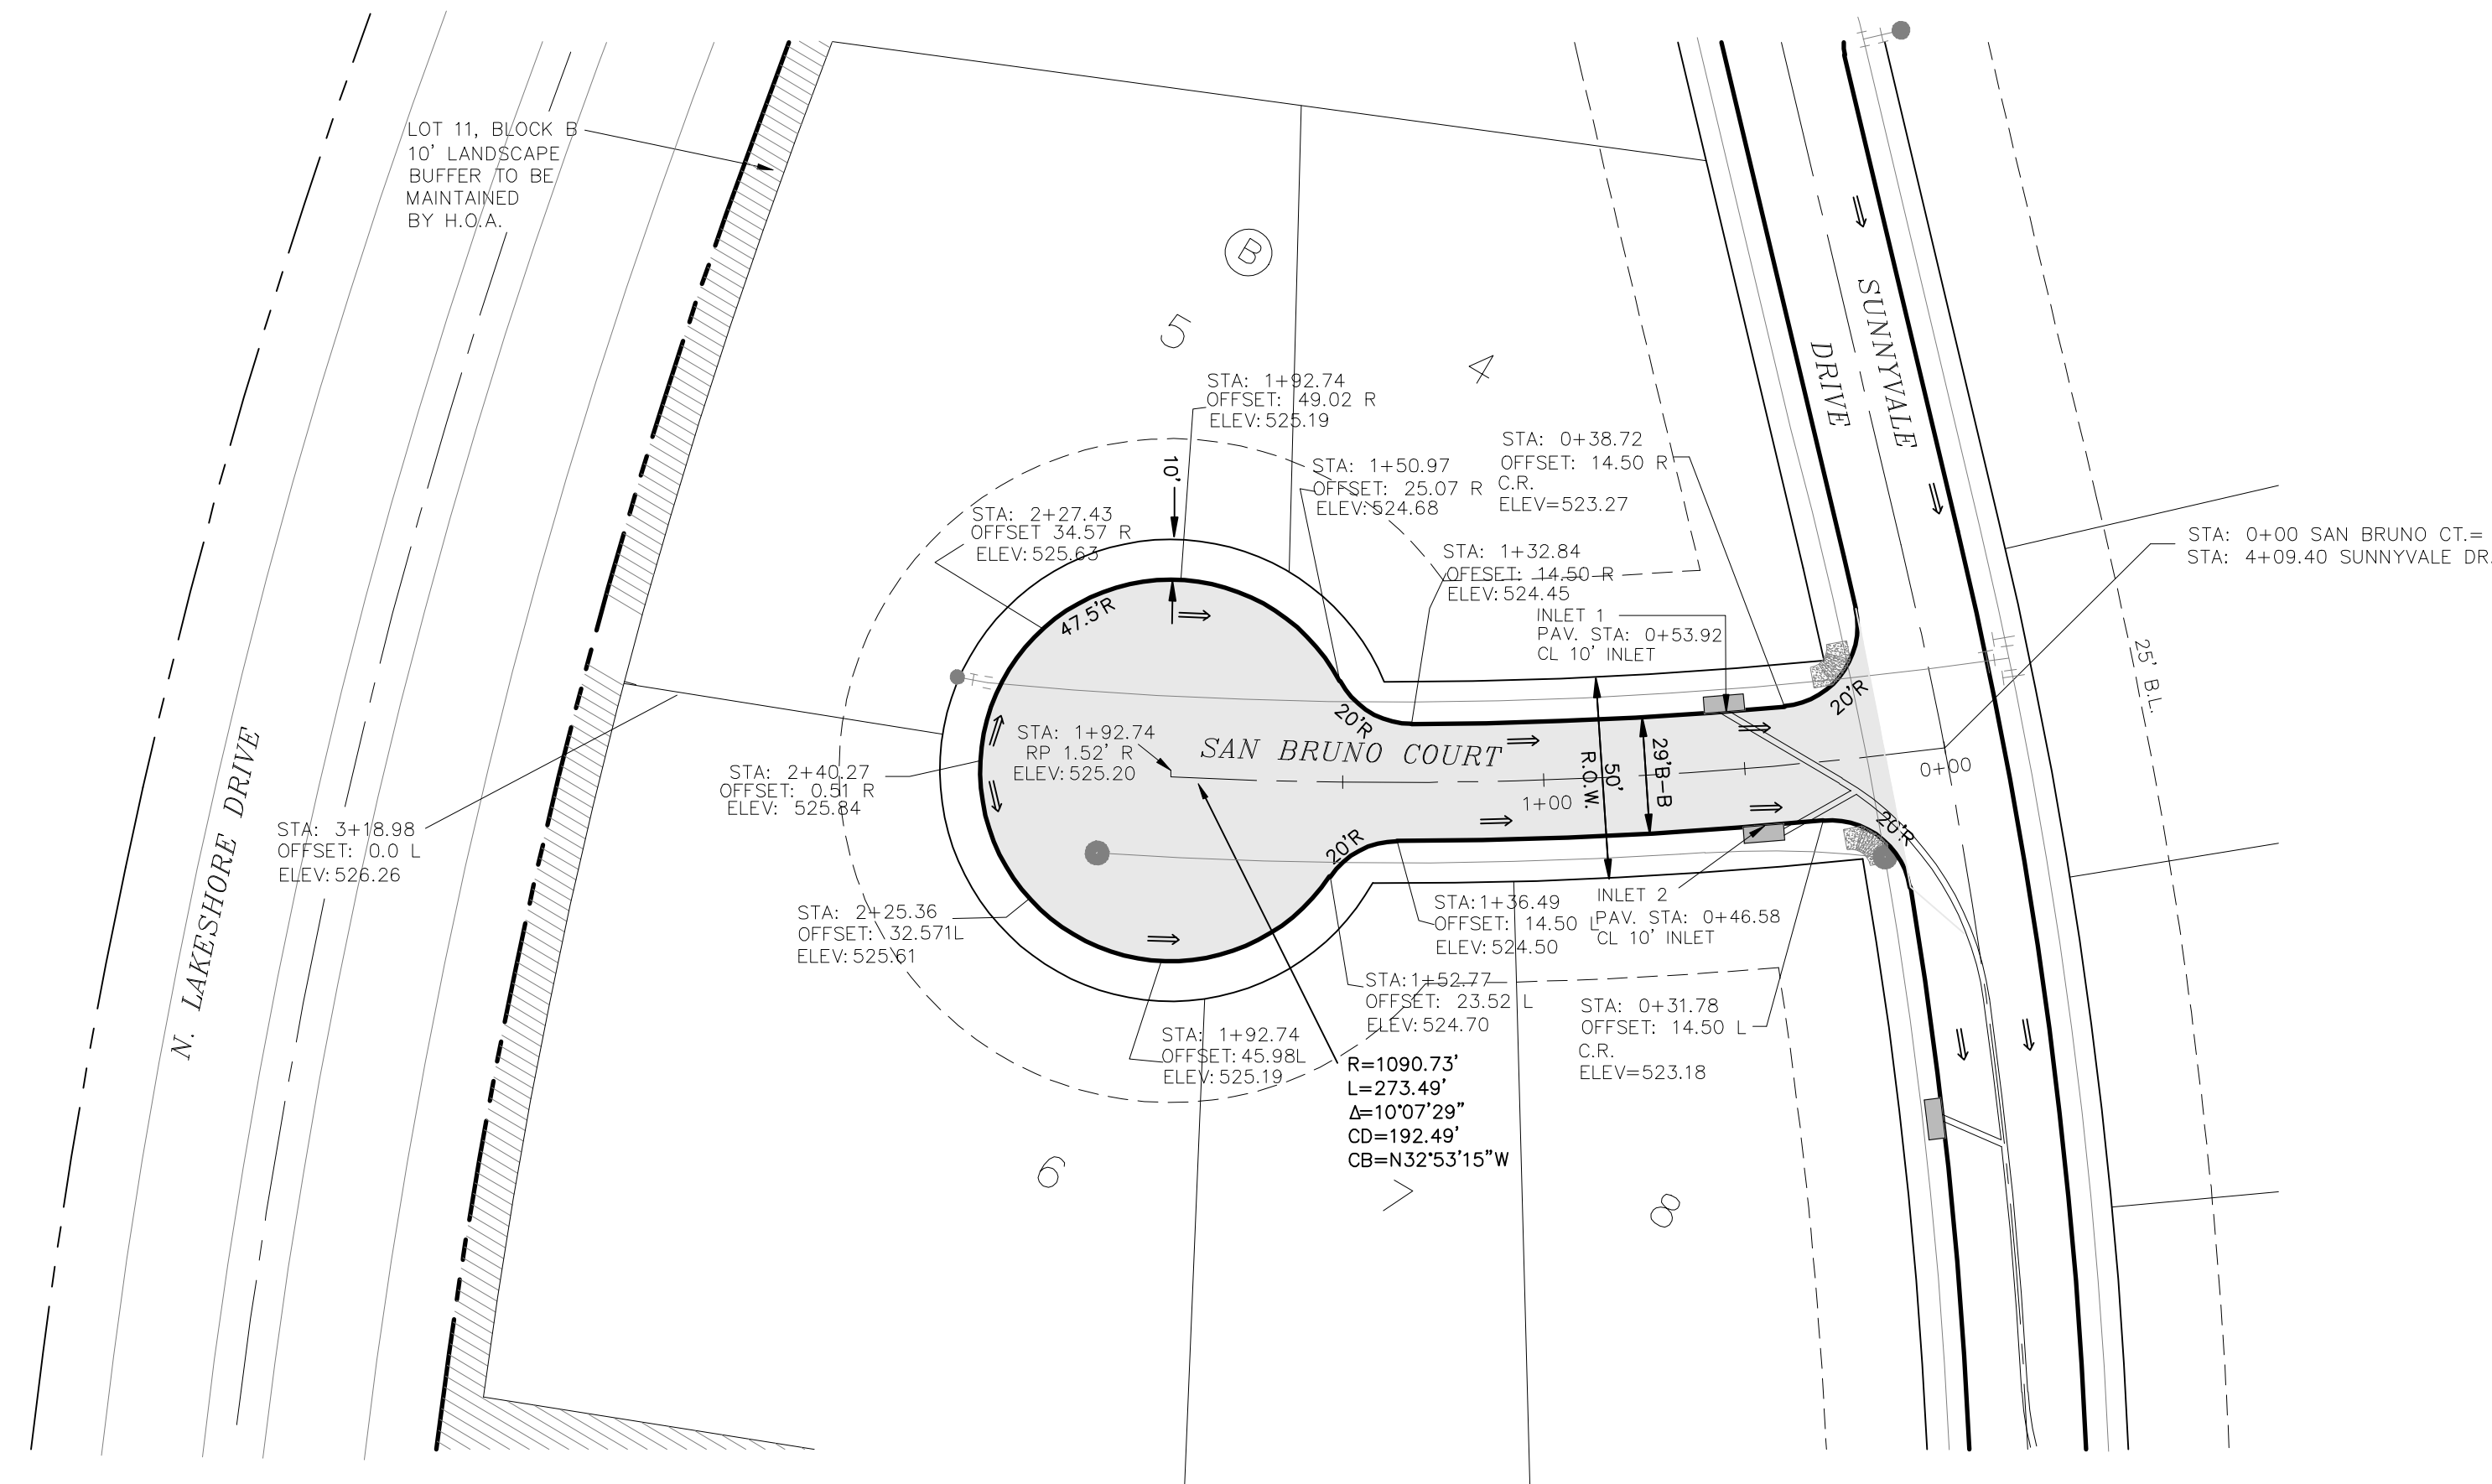 LOT 11, BLOCK B
10' LANDSCAPE
BUFFER TO BE
MAINTAINED
BY H.O.A.
B
5
4
SUNNYVALE
DRIVE
STA: 1+92.74
OFFSET: 49.02 R
ELEV:525.19
STA: 0+38.72
OFFSET: 14.50 R
C.R.
ELEV=523.27
10'
STA: 1+50.97
OFFSET: 25.07 R
ELEV:524.68
STA: 2+27.43
OFFSET 34.57 R
ELEV:525.63
STA: 1+32.84
OFFSET: 14.50 R
ELEV:524.45
STA: 0+00 SAN BRUNO CT.=
STA: 4+09.40 SUNNYVALE DR.
INLET 1
PAV. STA: 0+53.92
CL 10' INLET
25' B.L.
47.5'R
20'R
20'R
STA: 1+92.74
RP 1.52' R
ELEV:525.20
SAN BRUNO COURT
50'
R.O.W.
29'B-B
0+00
1+00
STA: 2+40.27
OFFSET: 0.51 R
ELEV: 525.84
N. LAKESHORE DRIVE
STA: 3+18.98
OFFSET: 0.0 L
ELEV:526.26
20'R
20'R
STA: 2+25.36
OFFSET: 32.571L
ELEV:525.61
STA:1+36.49
OFFSET: 14.50 L
ELEV:524.50
INLET 2
PAV. STA: 0+46.58
CL 10' INLET
STA:1+52.77
OFFSET: 23.52 L
ELEV:524.70
STA: 0+31.78
OFFSET: 14.50 L
C.R.
ELEV=523.18
STA: 1+92.74
OFFSET:45.98L
ELEV:525.19
R=1090.73'
L=273.49'
Δ=10°07'29"
CD=192.49'
CB=N32°53'15"W
6
7
8